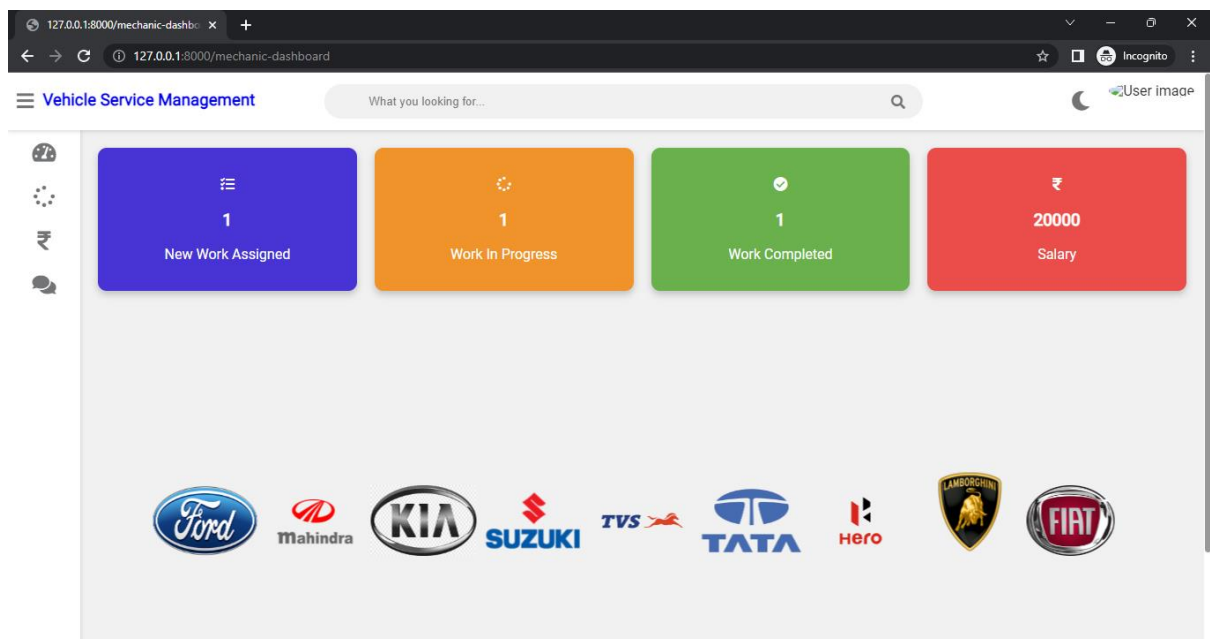 127.0.0.1:8000/mechanic-dashbo
127.0.0.1:8000/mechanic-dashboard
Incognito
Vehicle Service Management
What you looking for...
User image
1
New Work Assigned
1
Work In Progress
1
Work Completed
₹
20000
Salary
Ford
Mahindra
KIA
SUZUKI
TVS
TATA
Hero
LAMBORGHINI
FIAT